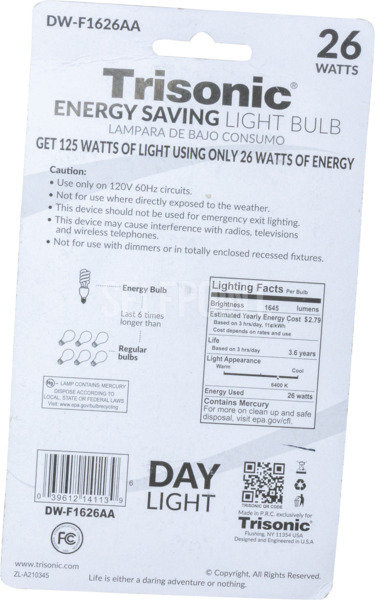 DW-F1626AA
26
WATTS
Trisonic®
ENERGY SAVING LIGHT BULB
LAMPARA DE BAJO CONSUMO
GET 125 WATTS OF LIGHT USING ONLY 26 WATTS OF ENERGY
Caution:
• Use only on 120V 60Hz circuits.
• Not for use where directly exposed to the weather.
• This device should not be used for emergency exit lighting.
• This device may cause interference with radios, televisions
and wireless telephones.
• Not for use with dimmers or in totally enclosed recessed fixtures.
Energy Bulb
Last 6 times
longer than
Regular
bulbs
Lighting Facts Per Bulb
Brightness 1645 lumens
Estimated Yearly Energy Cost $2.79
Based on 3 hrs/day, 11¢/kWh
Cost depends on rates and use
Life
Based on 3 hrs/day 3.6 years
Light Appearance
Warm Cool
6400 K
Energy Used 26 watts
Contains Mercury
For more on clean up and safe
disposal, visit epa.gov/cfl.
Hg - LAMP CONTAINS MERCURY
DISPOSE ACCORDING TO
LOCAL, STATE OR FEDERAL LAWS
Visit www.epa.gov/bulbrecycling
0 39612 14113 9
6
DW-F1626AA
FC
DAY
LIGHT
TRISONIC QR CODE
Made in P.R.C. exclusively for
Trisonic®
Flushing, NY 11354 USA
Designed and Engineered in U.S.A.
www.trisonic.com
ZL-A210345
© Copyright. All Rights Reserved.
Life is either a daring adventure or nothing.